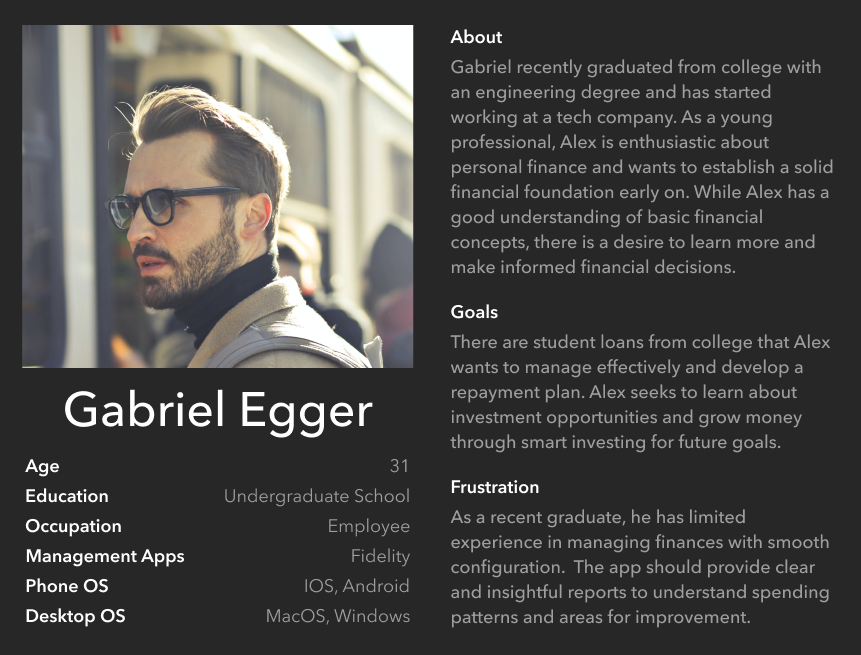 Gabriel Egger
Age 31
Education Undergraduate School
Occupation Employee
Management Apps Fidelity
Phone OS IOS, Android
Desktop OS MacOS, Windows
About
Gabriel recently graduated from college with
an engineering degree and has started
working at a tech company. As a young
professional, Alex is enthusiastic about
personal finance and wants to establish a solid
financial foundation early on. While Alex has a
good understanding of basic financial
concepts, there is a desire to learn more and
make informed financial decisions.
Goals
There are student loans from college that Alex
wants to manage effectively and develop a
repayment plan. Alex seeks to learn about
investment opportunities and grow money
through smart investing for future goals.
Frustration
As a recent graduate, he has limited
experience in managing finances with smooth
configuration.  The app should provide clear
and insightful reports to understand spending
patterns and areas for improvement.